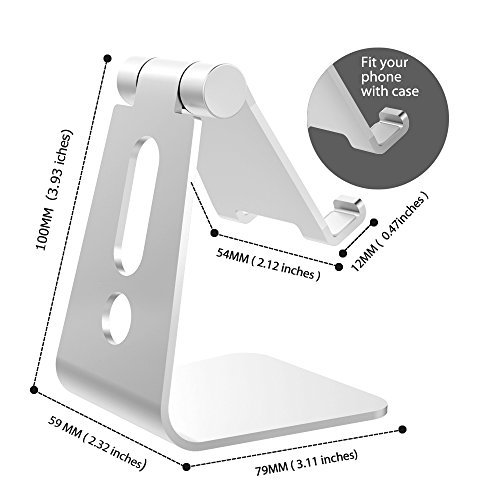 Fit your
phone
with case
100MM (3.93 iches)
54MM ( 2.12 inches )
12MM ( 0.47inches )
59 MM ( 2.32 inches )
79MM ( 3.11 inches )